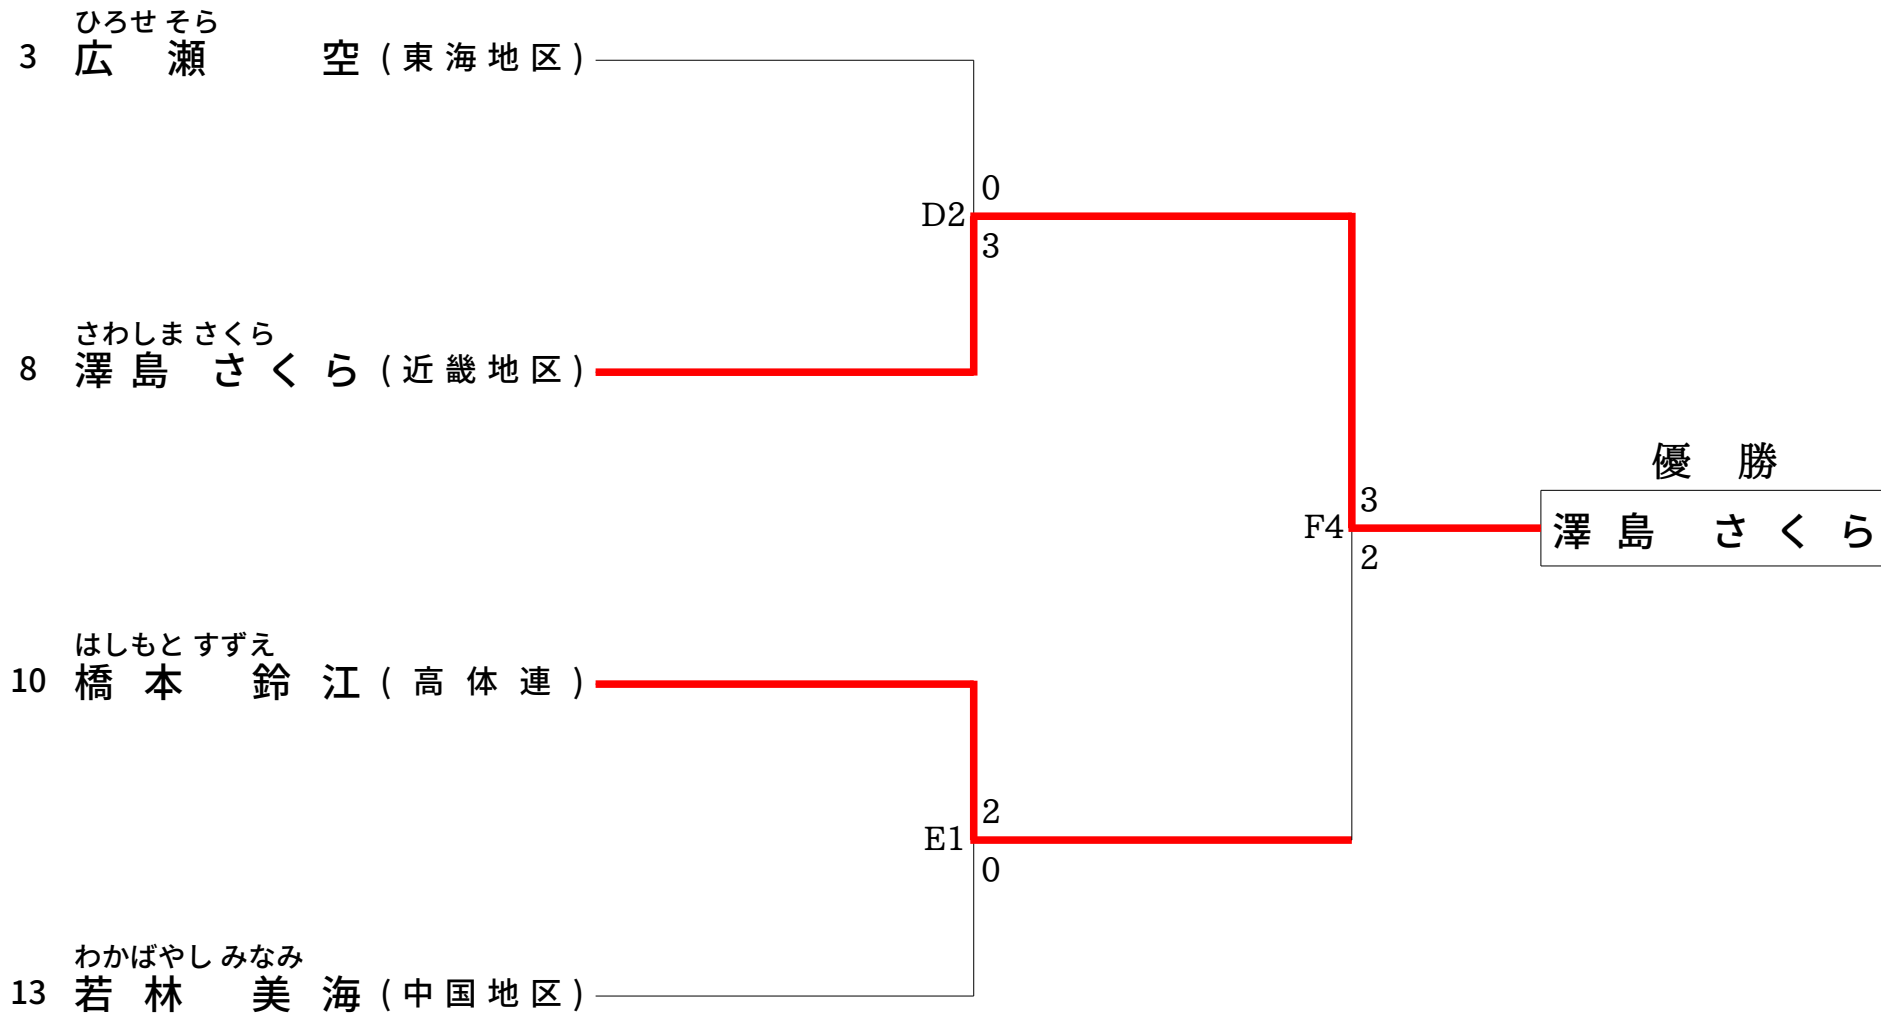 ひろせ そら
3 広瀬 空 (東海地区)
0
D2
3
さわしま さくら
8 澤島 さくら (近畿地区)
優勝
3
F4
澤島 さくら
2
はしもと すずえ
10 橋本 鈴江 (高体連)
2
E1
0
わかばやし みなみ
13 若林 美海 (中国地区)